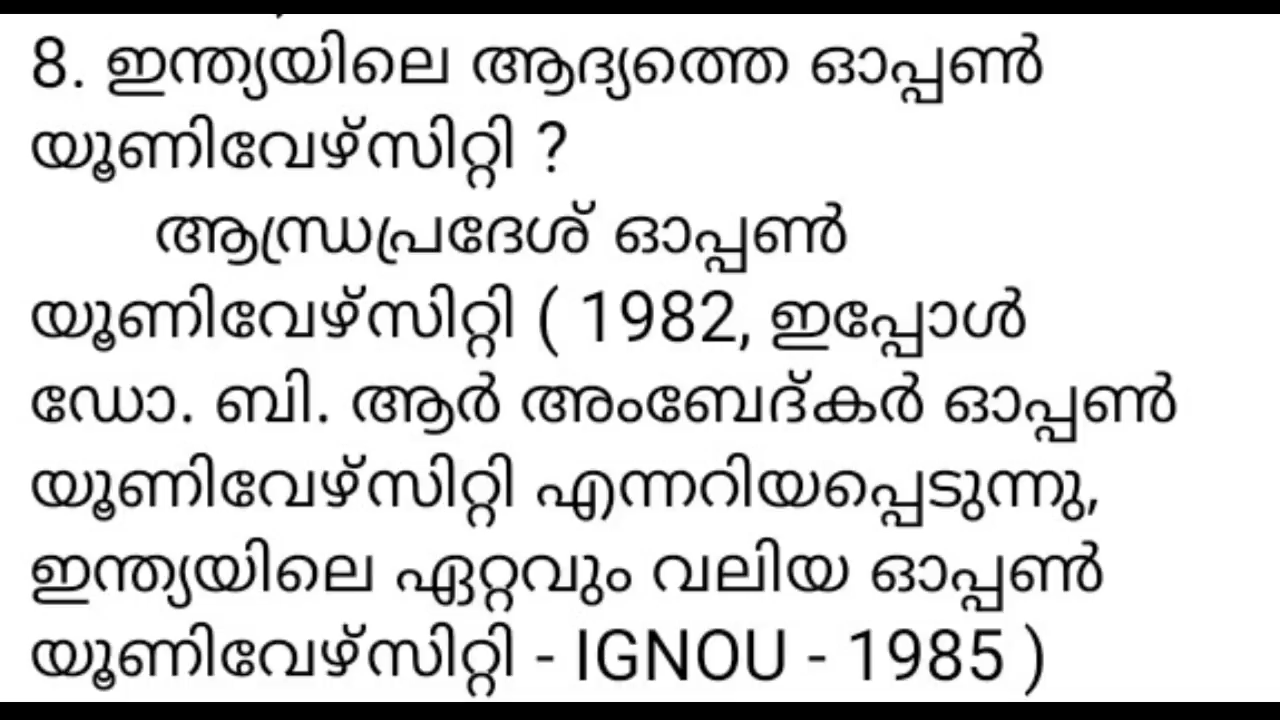 8. ഇന്ത്യയിലെ ആദ്യത്തെ ഓപ്പൺ
യൂണിവേഴ്സിറ്റി ?
ആന്ധ്രപ്രദേശ് ഓപ്പൺ
യൂണിവേഴ്സിറ്റി ( 1982, ഇപ്പോൾ
ഡോ. ബി. ആർ അംബേദ്കർ ഓപ്പൺ
യൂണിവേഴ്സിറ്റി എന്നറിയപ്പെടുന്നു,
ഇന്ത്യയിലെ ഏറ്റവും വലിയ ഓപ്പൺ
യൂണിവേഴ്സിറ്റി - IGNOU - 1985 )